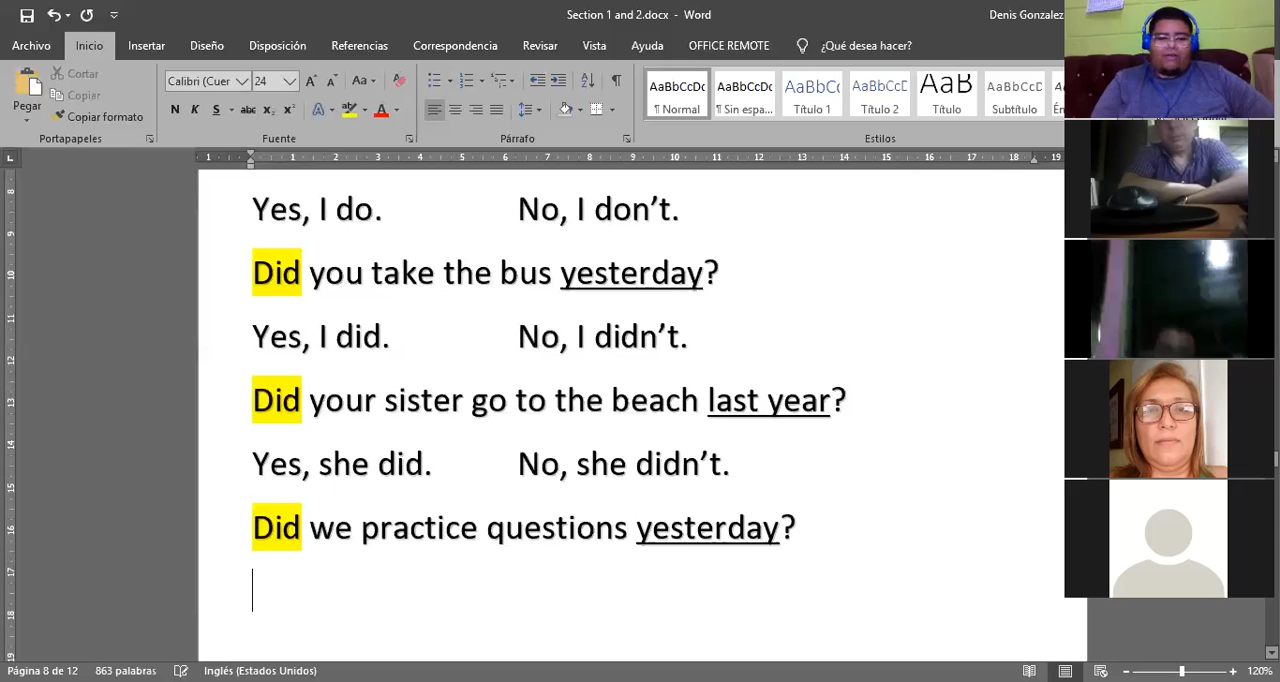 Section 1 and 2.docx - Word
Denis Gonzalez
Archivo Inicio Insertar Diseño Disposición Referencias Correspondencia Revisar Vista Ayuda OFFICE REMOTE ¿Qué desea hacer?
Pegar
Cortar
Copiar
Copiar formato
Portapapeles
Calibri (Cuer 24
Fuente
Párrafo
AaBbCcDc AaBbCcDc AaBbCc AaBbCcD AaB AaBbCcD
¶ Normal ¶ Sin espa... Título 1 Título 2 Título Subtítulo
Estilos
Yes, I do. No, I don’t.
Did you take the bus yesterday?
Yes, I did. No, I didn’t.
Did your sister go to the beach last year?
Yes, she did. No, she didn’t.
Did we practice questions yesterday?
Página 8 de 12 863 palabras Inglés (Estados Unidos) 120%